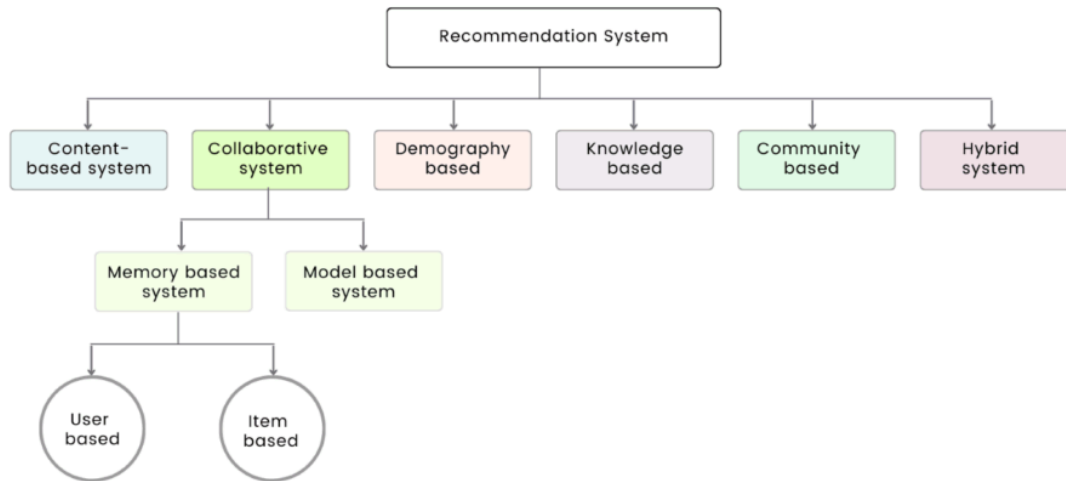 Recommendation System
Content-
based system
Collaborative
system
Demography
based
Knowledge
based
Community
based
Hybrid
system
Memory based
system
Model based
system
User
based
Item
based